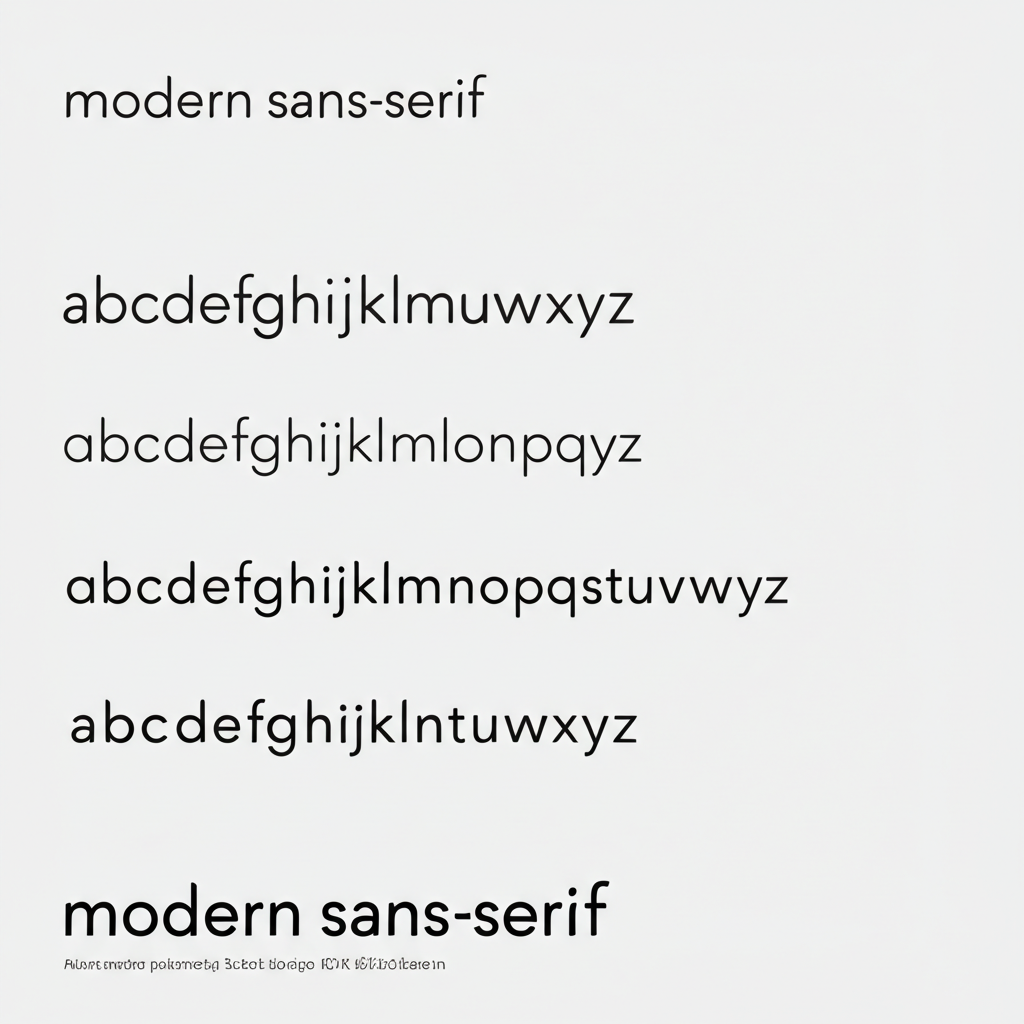 modern sans-serif
abcdefghijklmuwxyz
abcdefghijklmlonpqyz
abcdefghijklmnopqstuvwyz
abcdefghijklntuwxyz
modern sans-serif